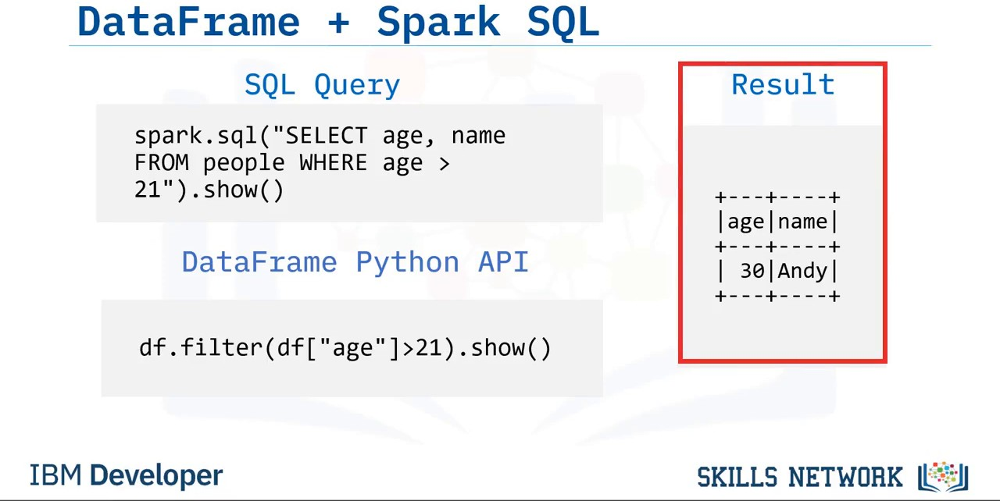 DataFrame + Spark SQL
SQL Query
spark.sql("SELECT age, name
FROM people WHERE age >
21").show()
DataFrame Python API
df.filter(df["age"]>21).show()
Result
+---+----+
|age|name|
+---+----+
| 30|Andy|
+---+----+
IBM Developer
SKILLS NETWORK